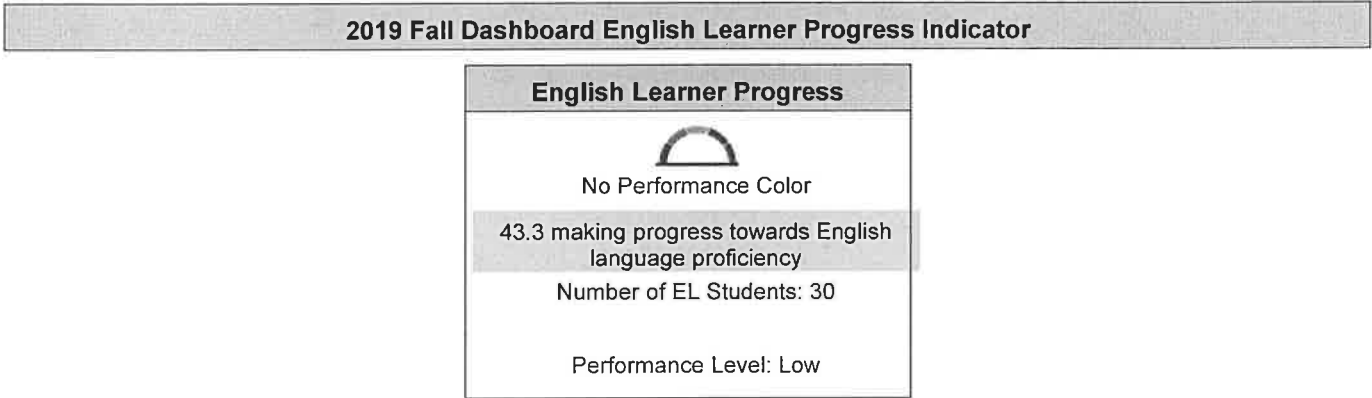 2019 Fall Dashboard English Learner Progress Indicator
English Learner Progress
No Performance Color
43.3 making progress towards English
language proficiency
Number of EL Students: 30
Performance Level: Low